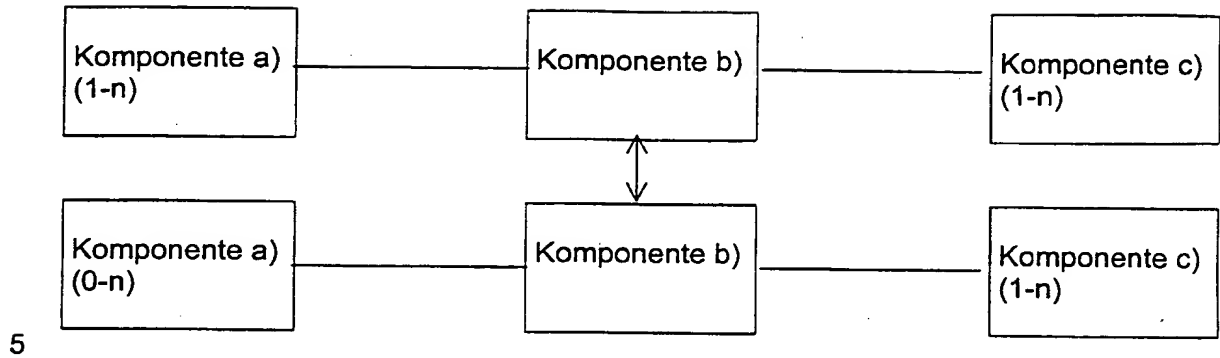 Komponente a)
(1-n)
Komponente b)
Komponente c)
(1-n)
Komponente a)
(0-n)
Komponente b)
Komponente c)
(1-n)
5